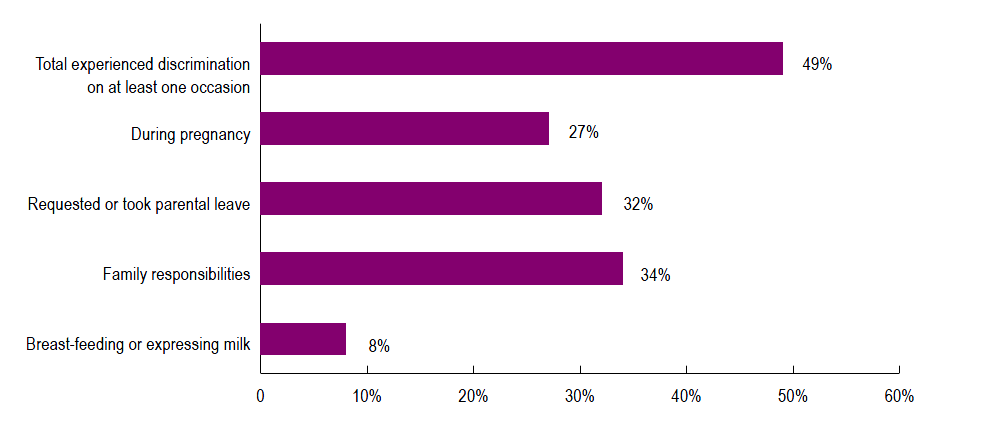 Total experienced discrimination
on at least one occasion
49%
During pregnancy
27%
Requested or took parental leave
32%
Family responsibilities
34%
Breast-feeding or expressing milk
8%
0 10% 20% 30% 40% 50% 60%